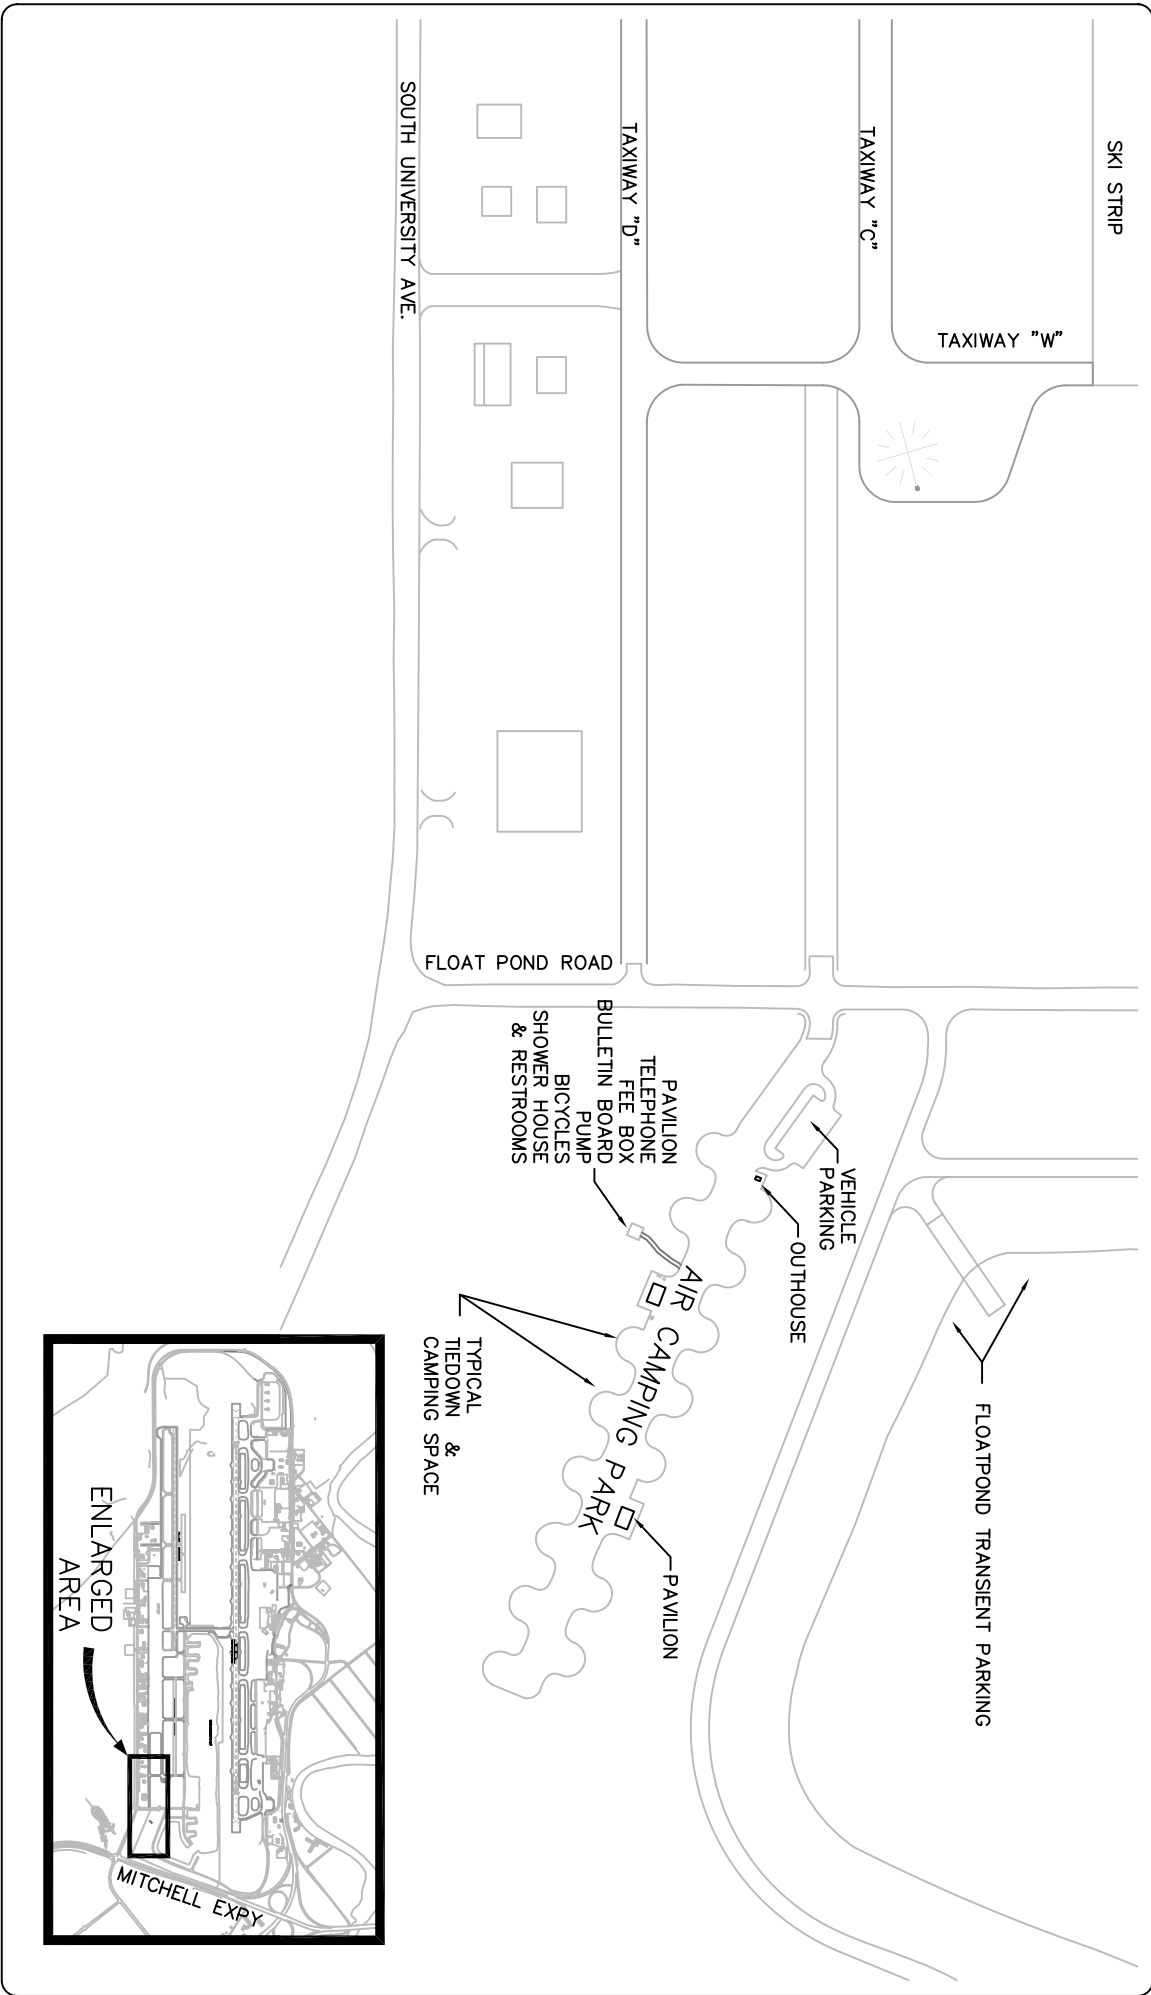 SKI STRIP
TAXIWAY "C"
TAXIWAY "D"
SOUTH UNIVERSITY AVE.
TAXIWAY "W"
FLOAT POND ROAD
VEHICLE
PARKING
OUTHOUSE
PAVILION
TELEPHONE
FEE BOX
BULLETIN BOARD
PUMP
BICYCLES
SHOWER HOUSE
& RESTROOMS
AIR CAMPING PARK
FLOATPOND TRANSIENT PARKING
TYPICAL
TIEDOWN &
CAMPING SPACE
PAVILION
ENLARGED
AREA
MITCHELL EXPY